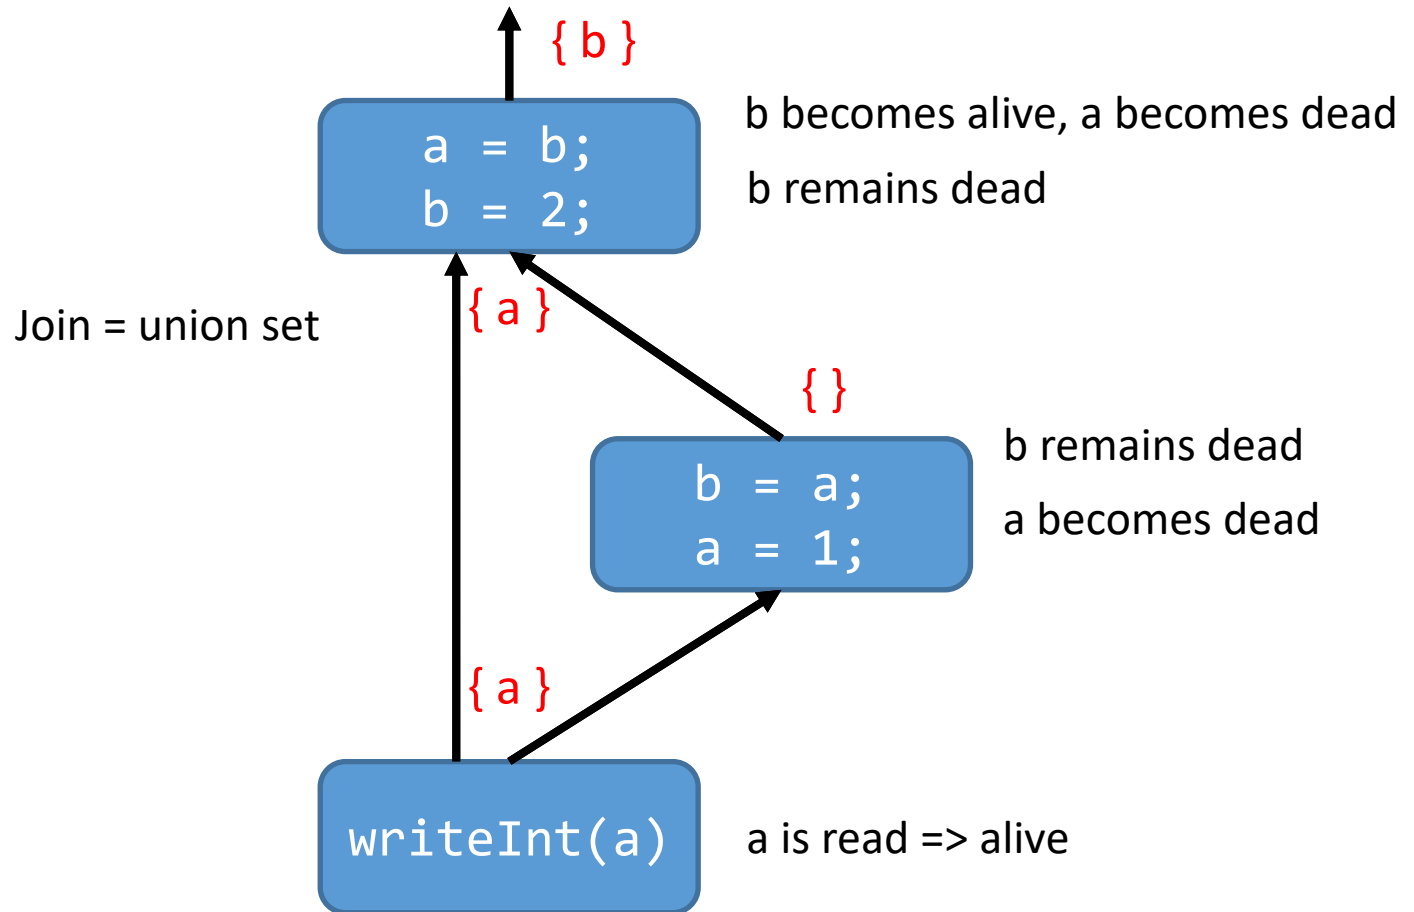 { b }
a = b;
b = 2;
b becomes alive, a becomes dead
b remains dead
{ a }
Join = union set
{ }
b = a;
a = 1;
b remains dead
a becomes dead
{ a }
writeInt(a)
a is read => alive